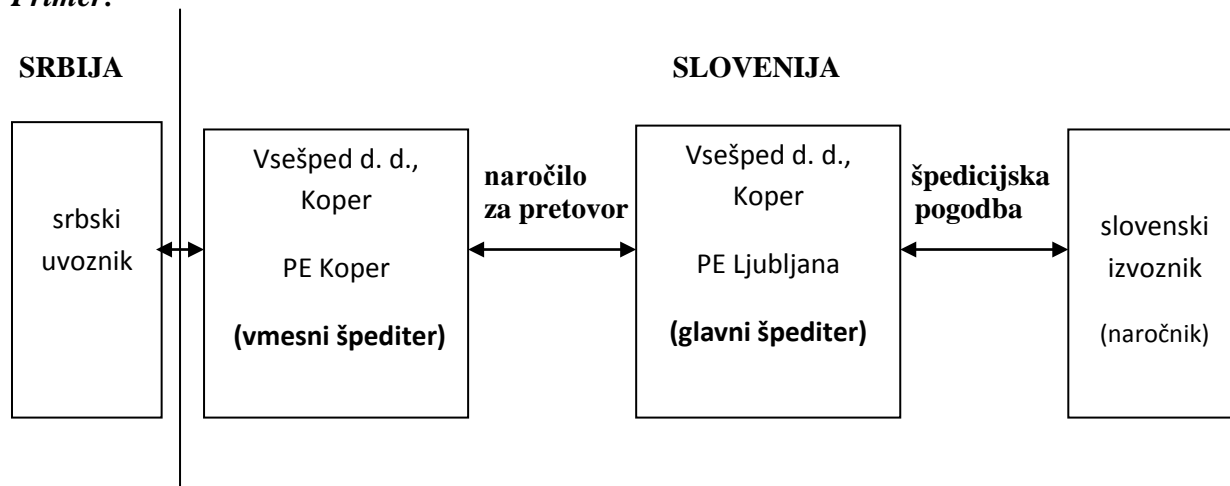 Primer:
SRBIJA
SLOVENIJA
srbski
uvoznik
Vsešped d. d.,
Koper
PE Koper
(vmesni špediter)
naročilo
za pretovor
Vsešped d. d.,
Koper
PE Ljubljana
(glavni špediter)
špedicijska
pogodba
slovenski
izvoznik
(naročnik)